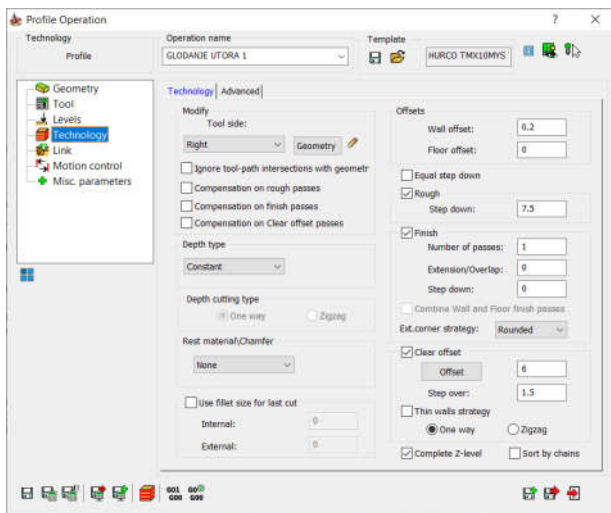 Profile Operation
Technology
Profile
Operation name
GLODANJE UTORA 1
Template
HURCO TMX10MYS
Geometry
Tool
Levels
Technology
Link
Motion control
Misc. parameters
Technology
Advanced
Modify
Tool side:
Right
Geometry
Ignore tool-path intersections with geometr
Compensation on rough passes
Compensation on finish passes
Compensation on Clear offset passes
Depth type
Constant
Depth cutting type
One way
Zigzag
Rest material\Chamfer
None
Use fillet size for last cut
Internal: 0
External: 0
Offsets
Wall offset: 0.2
Floor offset: 0
Equal step down
Rough
Step down: 7.5
Finish
Number of passes: 1
Extension/Overlap: 0
Step down: 0
Combine Wall and Floor finish passes
Ext.corner strategy: Rounded
Clear offset
Offset 6
Step over: 1.5
Thin walls strategy
One way
Zigzag
Complete Z-level
Sort by chains
G01
G00
G0
G00